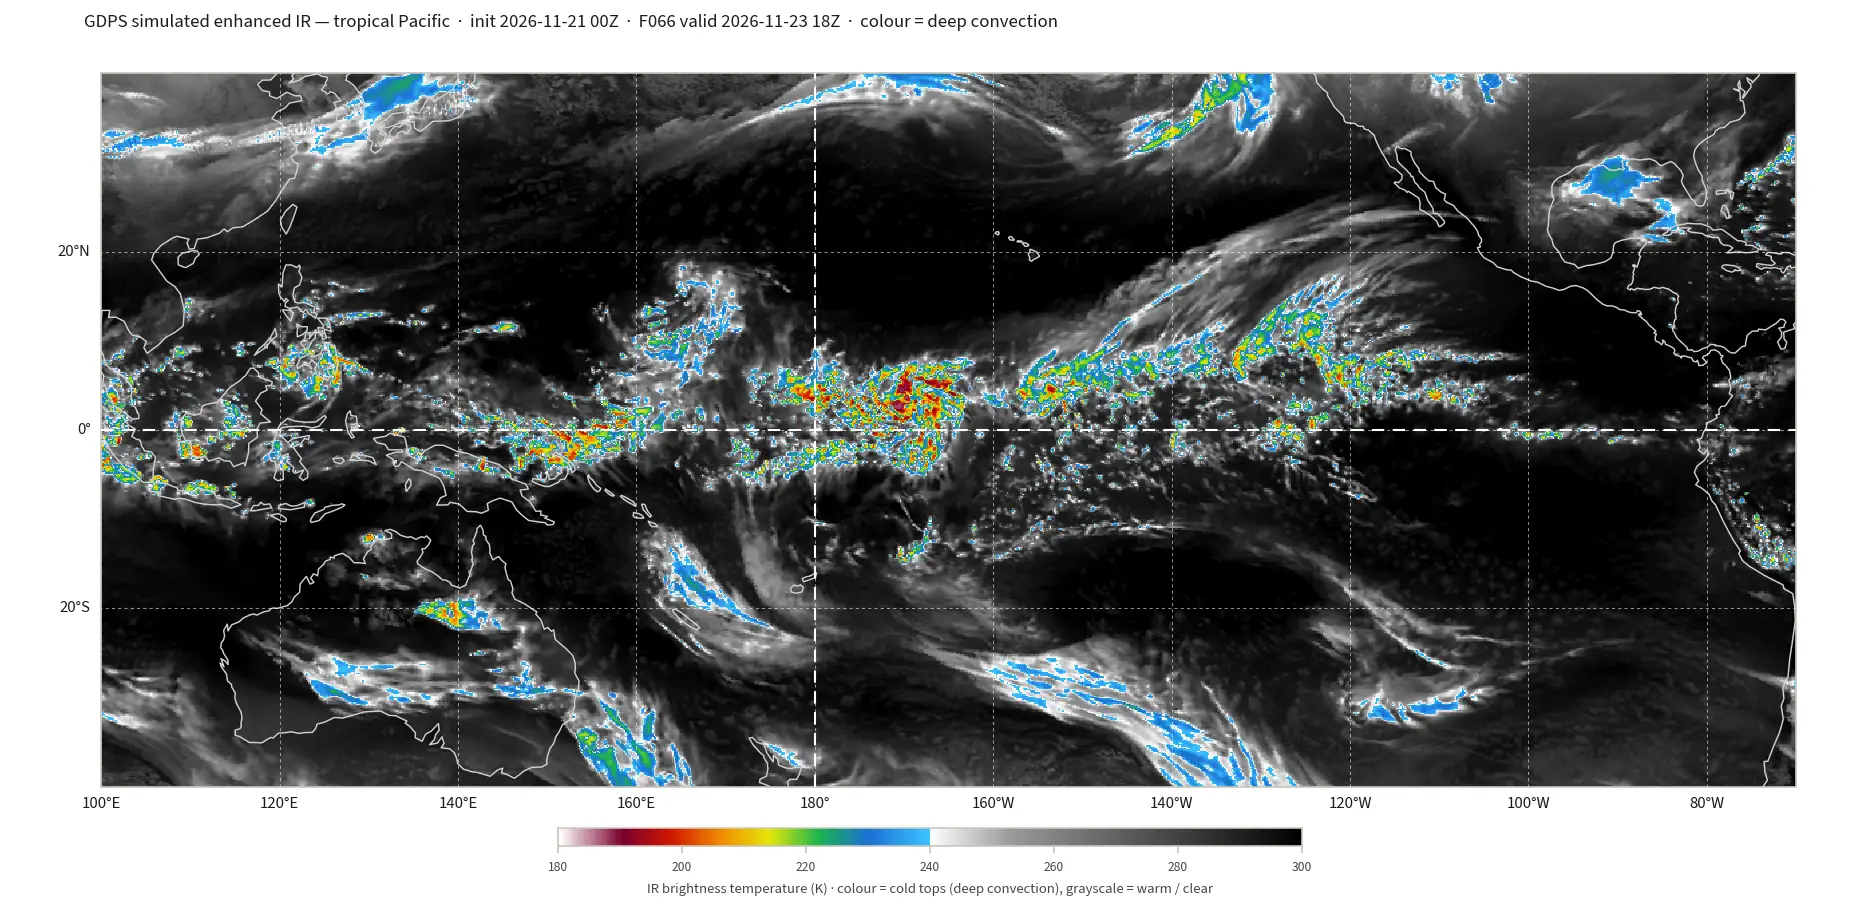 GDPS simulated enhanced IR — tropical Pacific · init 2026-11-21 00Z · F066 valid 2026-11-23 18Z · colour = deep convection
20°N
0°
20°S
100°E 120°E 140°E 160°E 180° 160°W 140°W 120°W 100°W 80°W
180 200 220 240 260 280 300
IR brightness temperature (K) · colour = cold tops (deep convection), grayscale = warm / clear